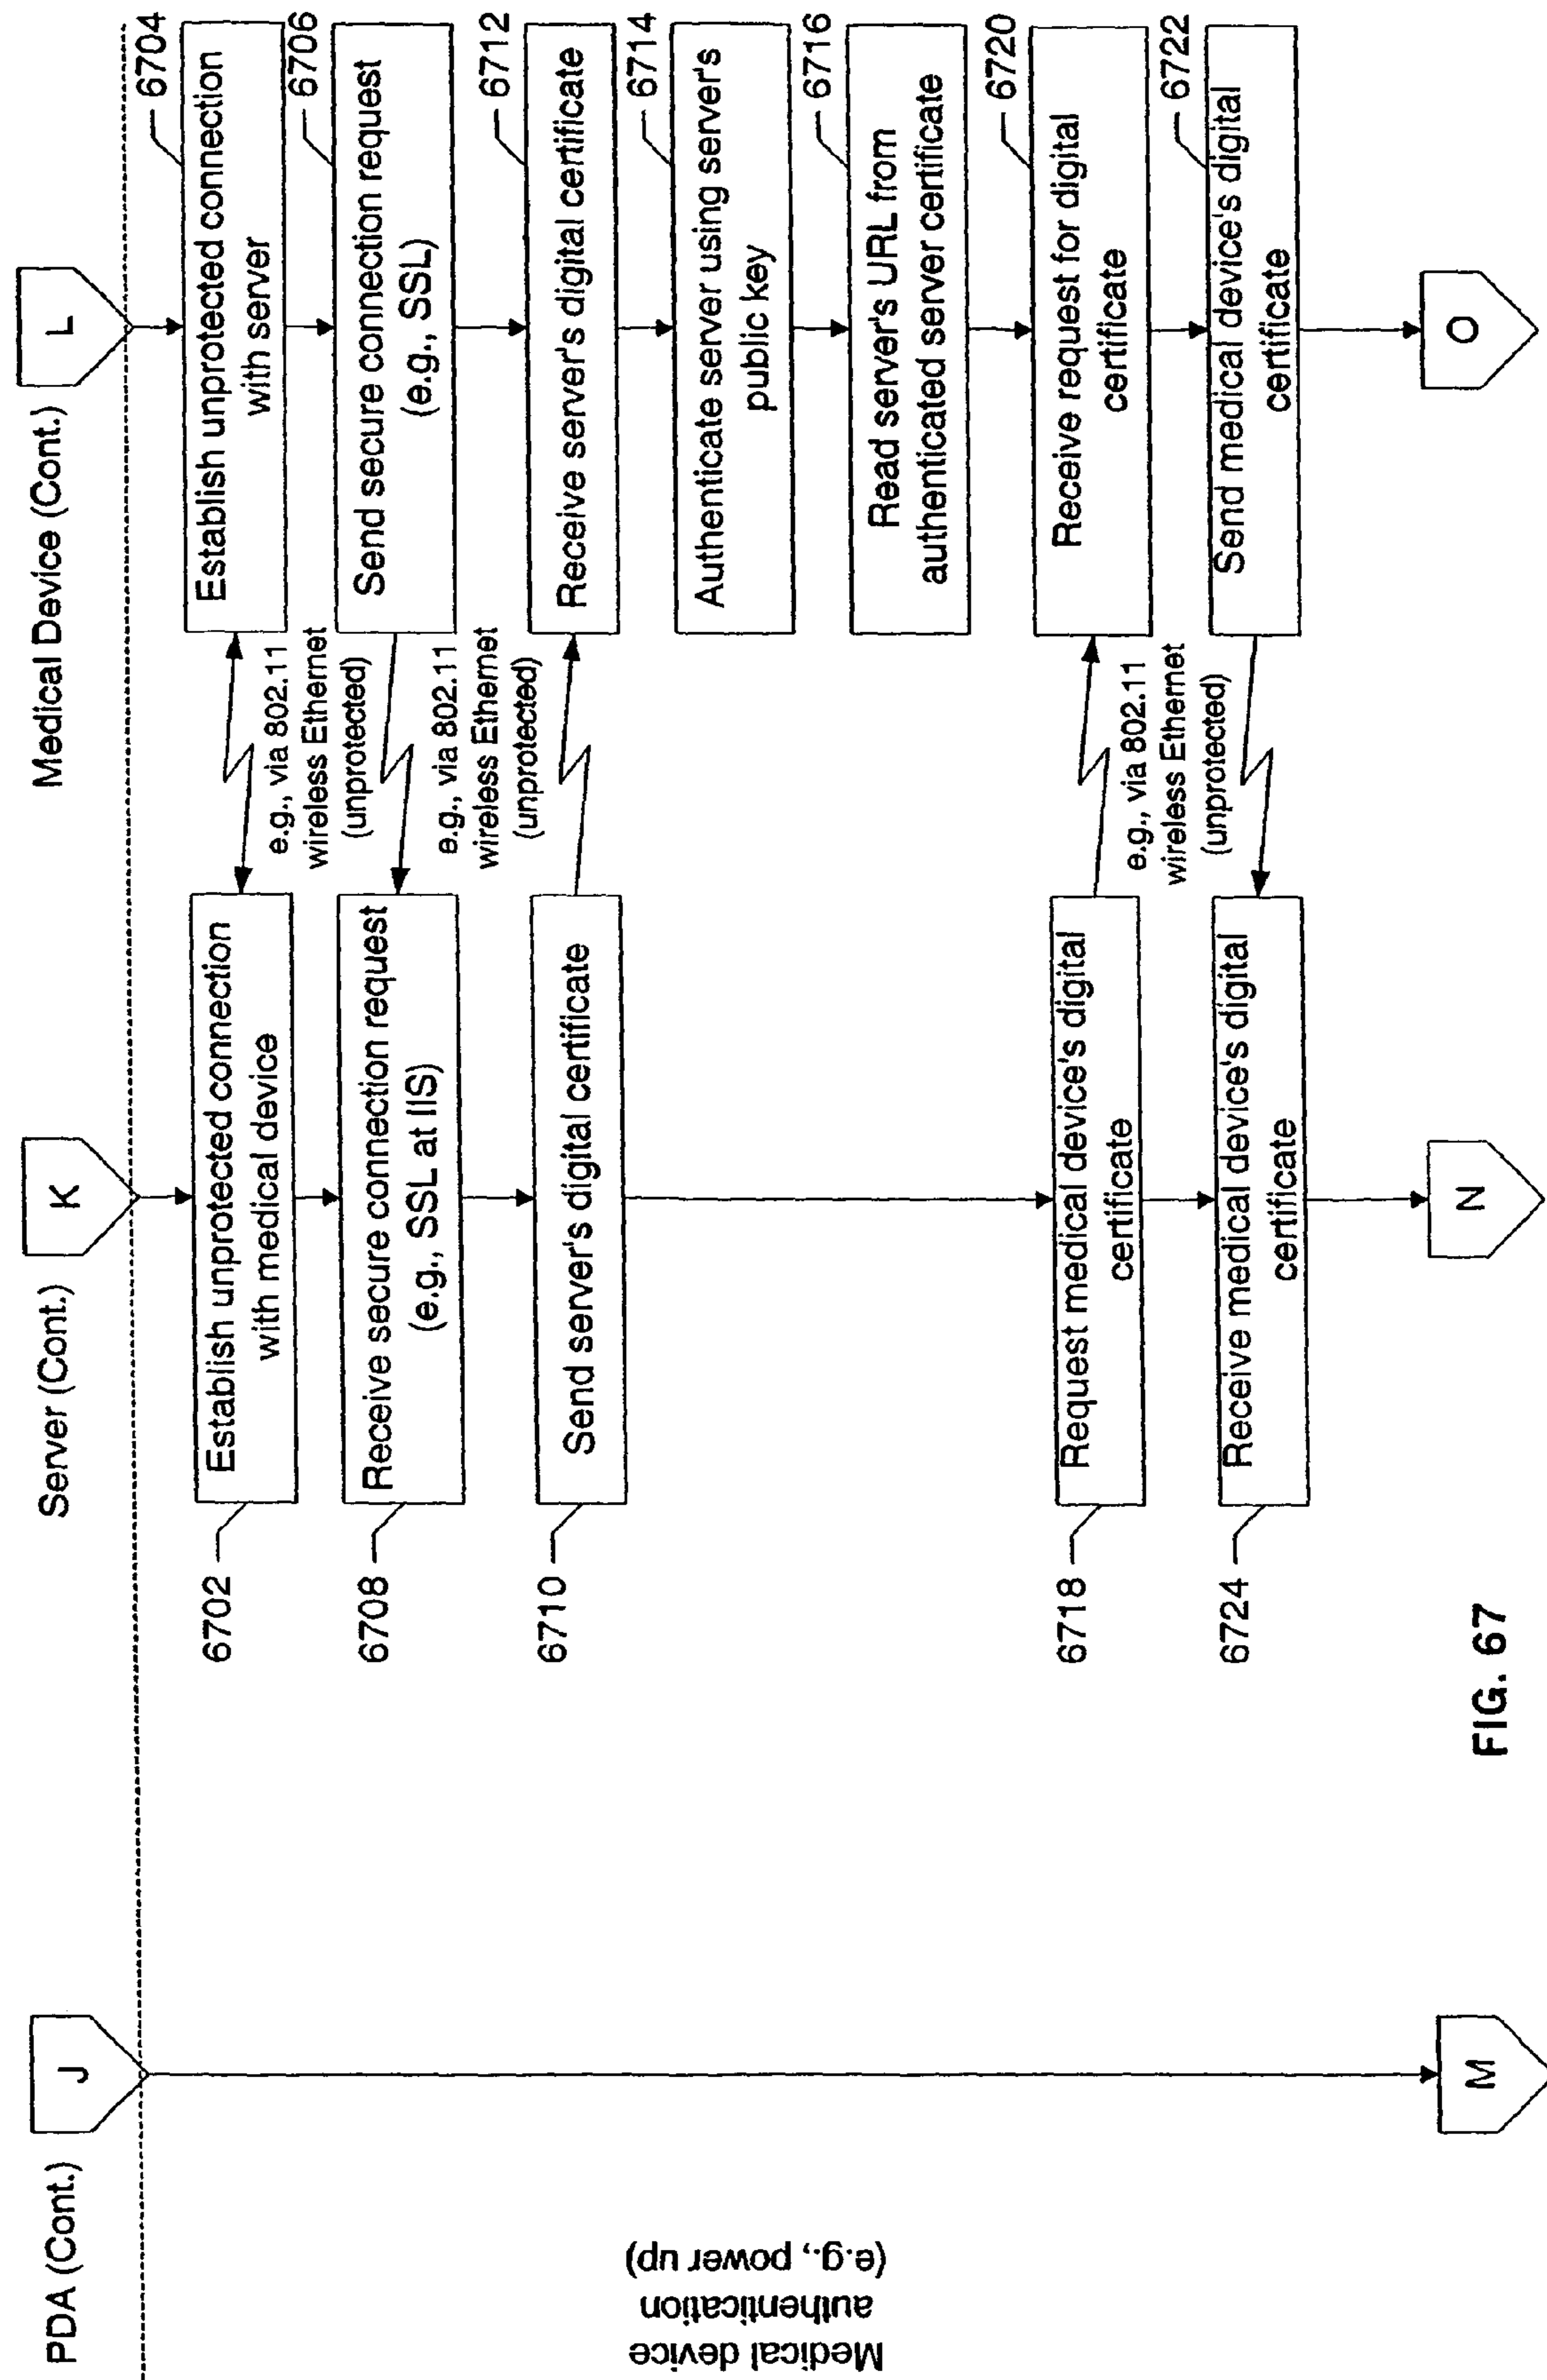 PDA (Cont.)
Server (Cont.)
Medical Device (Cont.)
J
K
L
Medical device
authentication
(e.g., power up)
6702
Establish unprotected connection
with medical device
e.g., via 802.11
wireless Ethernet
(unprotected)
Establish unprotected connection
with server
6704
6708
Receive secure connection request
(e.g., SSL at IIS)
e.g., via 802.11
wireless Ethernet
(unprotected)
Send secure connection request
(e.g., SSL)
6706
6710
Send server's digital certificate
Receive server's digital certificate
6712
Authenticate server using server's
public key
6714
Read server's URL from
authenticated server certificate
6716
6718
Request medical device's digital
certificate
e.g., via 802.11
wireless Ethernet
(unprotected)
Receive request for digital
certificate
6720
6724
Receive medical device's digital
certificate
Send medical device's digital
certificate
6722
M
N
O
FIG. 67